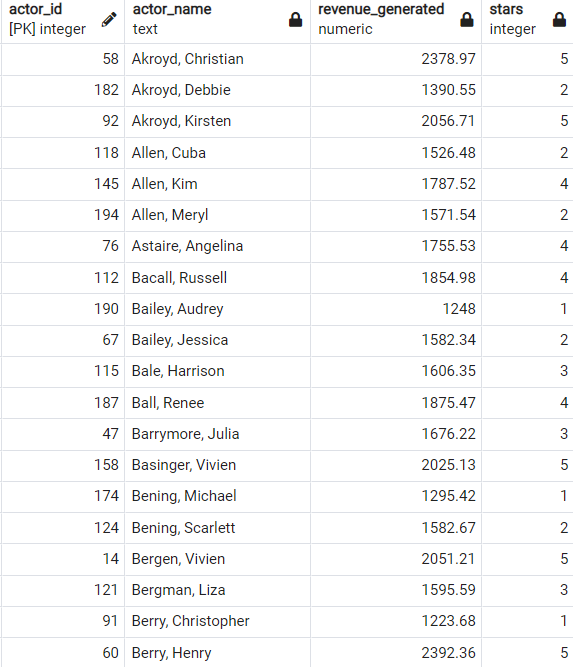 actor_id actor_name revenue_generated stars
[PK] integer text numeric integer
58 Akroyd, Christian 2378.97 5
182 Akroyd, Debbie 1390.55 2
92 Akroyd, Kirsten 2056.71 5
118 Allen, Cuba 1526.48 2
145 Allen, Kim 1787.52 4
194 Allen, Meryl 1571.54 2
76 Astaire, Angelina 1755.53 4
112 Bacall, Russell 1854.98 4
190 Bailey, Audrey 1248 1
67 Bailey, Jessica 1582.34 2
115 Bale, Harrison 1606.35 3
187 Ball, Renee 1875.47 4
47 Barrymore, Julia 1676.22 3
158 Basinger, Vivien 2025.13 5
174 Bening, Michael 1295.42 1
124 Bening, Scarlett 1582.67 2
14 Bergen, Vivien 2051.21 5
121 Bergman, Liza 1595.59 3
91 Berry, Christopher 1223.68 1
60 Berry, Henry 2392.36 5